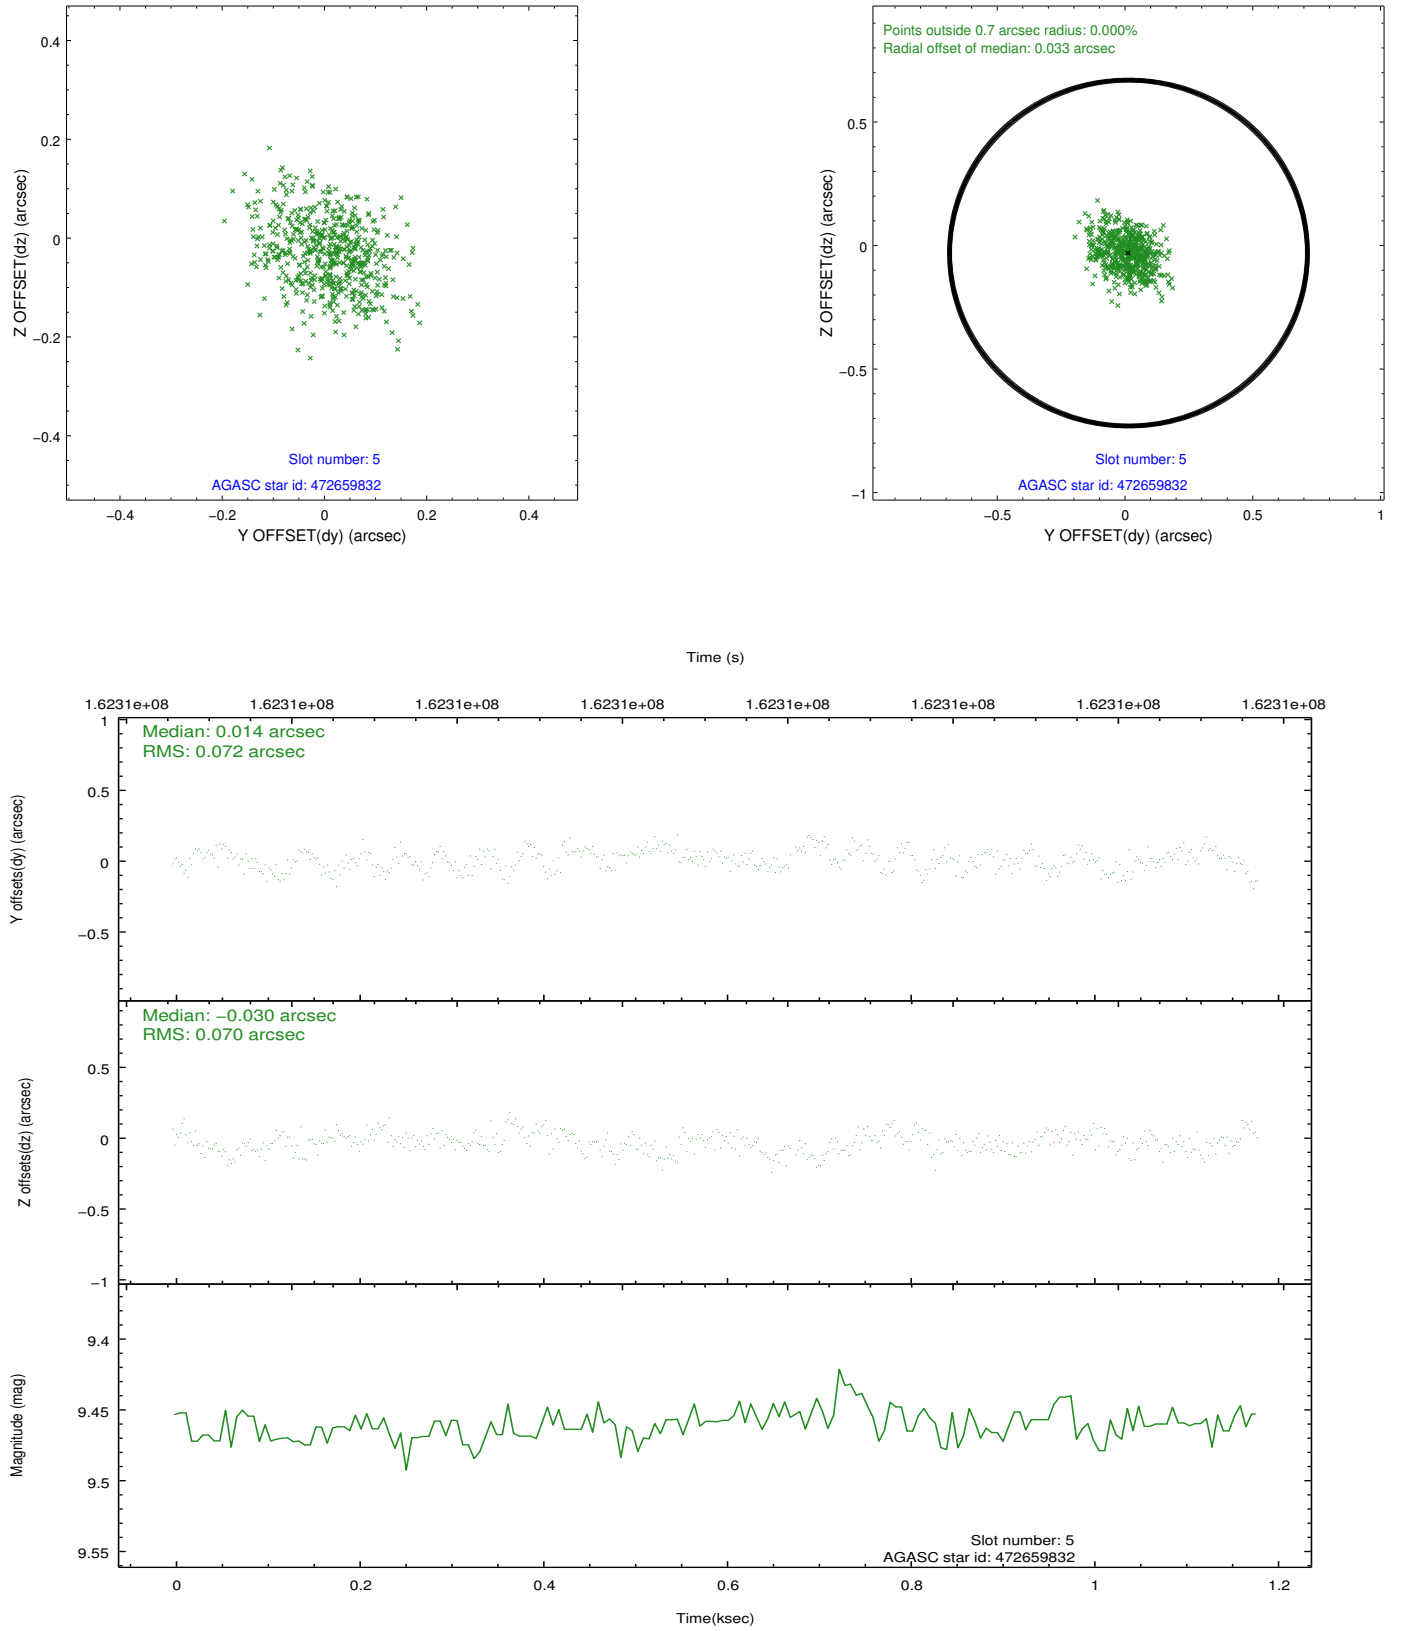 0.4
0.2
0
−0.2
−0.4
Z OFFSET(dz) (arcsec)
Slot number: 5
AGASC star id: 472659832
−0.4 −0.2 0 0.2 0.4
Y OFFSET(dy) (arcsec)
Points outside 0.7 arcsec radius: 0.000%
Radial offset of median: 0.033 arcsec
0.5
0
−0.5
−1
Z OFFSET(dz) (arcsec)
Slot number: 5
AGASC star id: 472659832
−0.5 0 0.5 1
Y OFFSET(dy) (arcsec)
Time (s)
1.6231e+08 1.6231e+08 1.6231e+08 1.6231e+08 1.6231e+08 1.6231e+08 1.6231e+08 1.6231e+08
Median: 0.014 arcsec
RMS: 0.072 arcsec
1
0.5
0
−0.5
Y offsets(dy) (arcsec)
Median: −0.030 arcsec
RMS: 0.070 arcsec
0.5
0
−0.5
−1
Z offsets(dz) (arcsec)
9.4
9.45
9.5
9.55
Magnitude (mag)
Slot number: 5
AGASC star id: 472659832
0 0.2 0.4 0.6 0.8 1 1.2
Time(ksec)